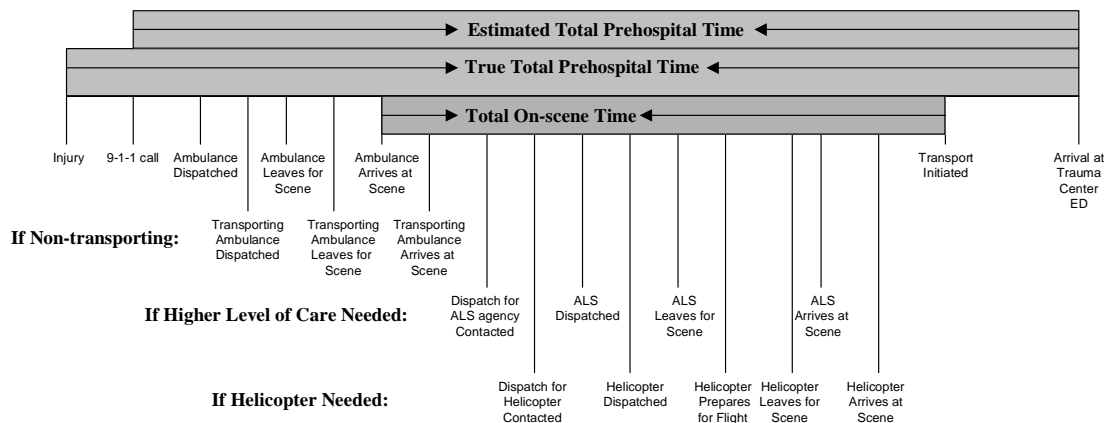 Estimated Total Prehospital Time
True Total Prehospital Time
Total On-scene Time
Injury
9-1-1 call
Ambulance
Dispatched
Ambulance
Leaves for
Scene
Ambulance
Arrives at
Scene
Transport
Initiated
Arrival at
Trauma
Center
ED
If Non-transporting:
Transporting
Ambulance
Dispatched
Transporting
Ambulance
Leaves for
Scene
Transporting
Ambulance
Arrives at
Scene
If Higher Level of Care Needed:
Dispatch for
ALS agency
Contacted
ALS
Dispatched
ALS
Leaves for
Scene
ALS
Arrives at
Scene
If Helicopter Needed:
Dispatch for
Helicopter
Contacted
Helicopter
Dispatched
Helicopter
Prepares
for Flight
Helicopter
Leaves for
Scene
Helicopter
Arrives at
Scene